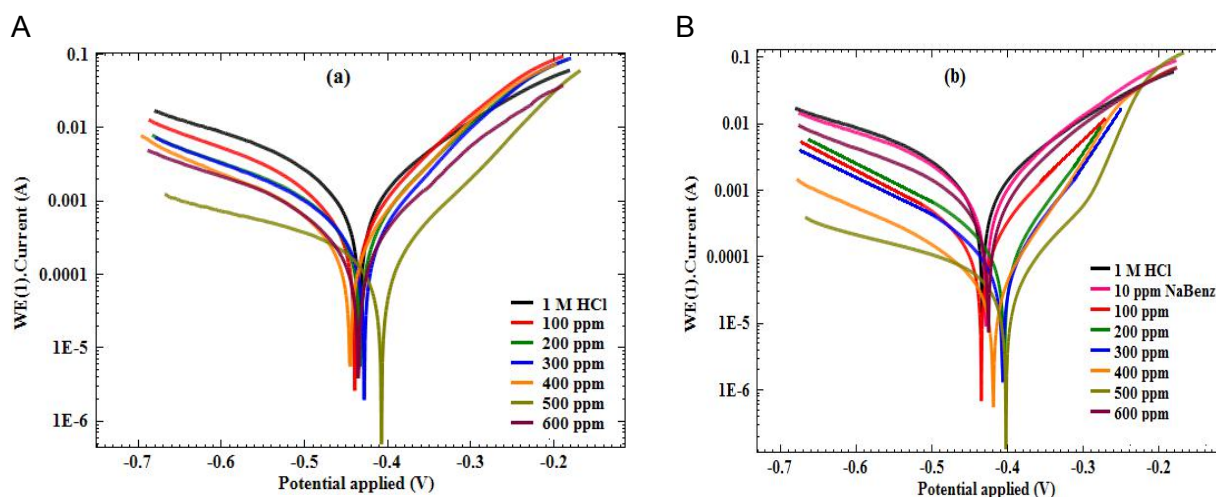 A
B
(a)
WE(1).Current (A)
0.1
0.01
0.001
0.0001
1E-5
1E-6
1 M HCl
100 ppm
200 ppm
300 ppm
400 ppm
500 ppm
600 ppm
-0.7
-0.6
-0.5
-0.4
-0.3
-0.2
Potential applied (V)
(b)
WE(1).Current (A)
0.1
0.01
0.001
0.0001
1E-5
1E-6
1 M HCl
10 ppm NaBenz
100 ppm
200 ppm
300 ppm
400 ppm
500 ppm
600 ppm
-0.7
-0.6
-0.5
-0.4
-0.3
-0.2
Potential applied (V)